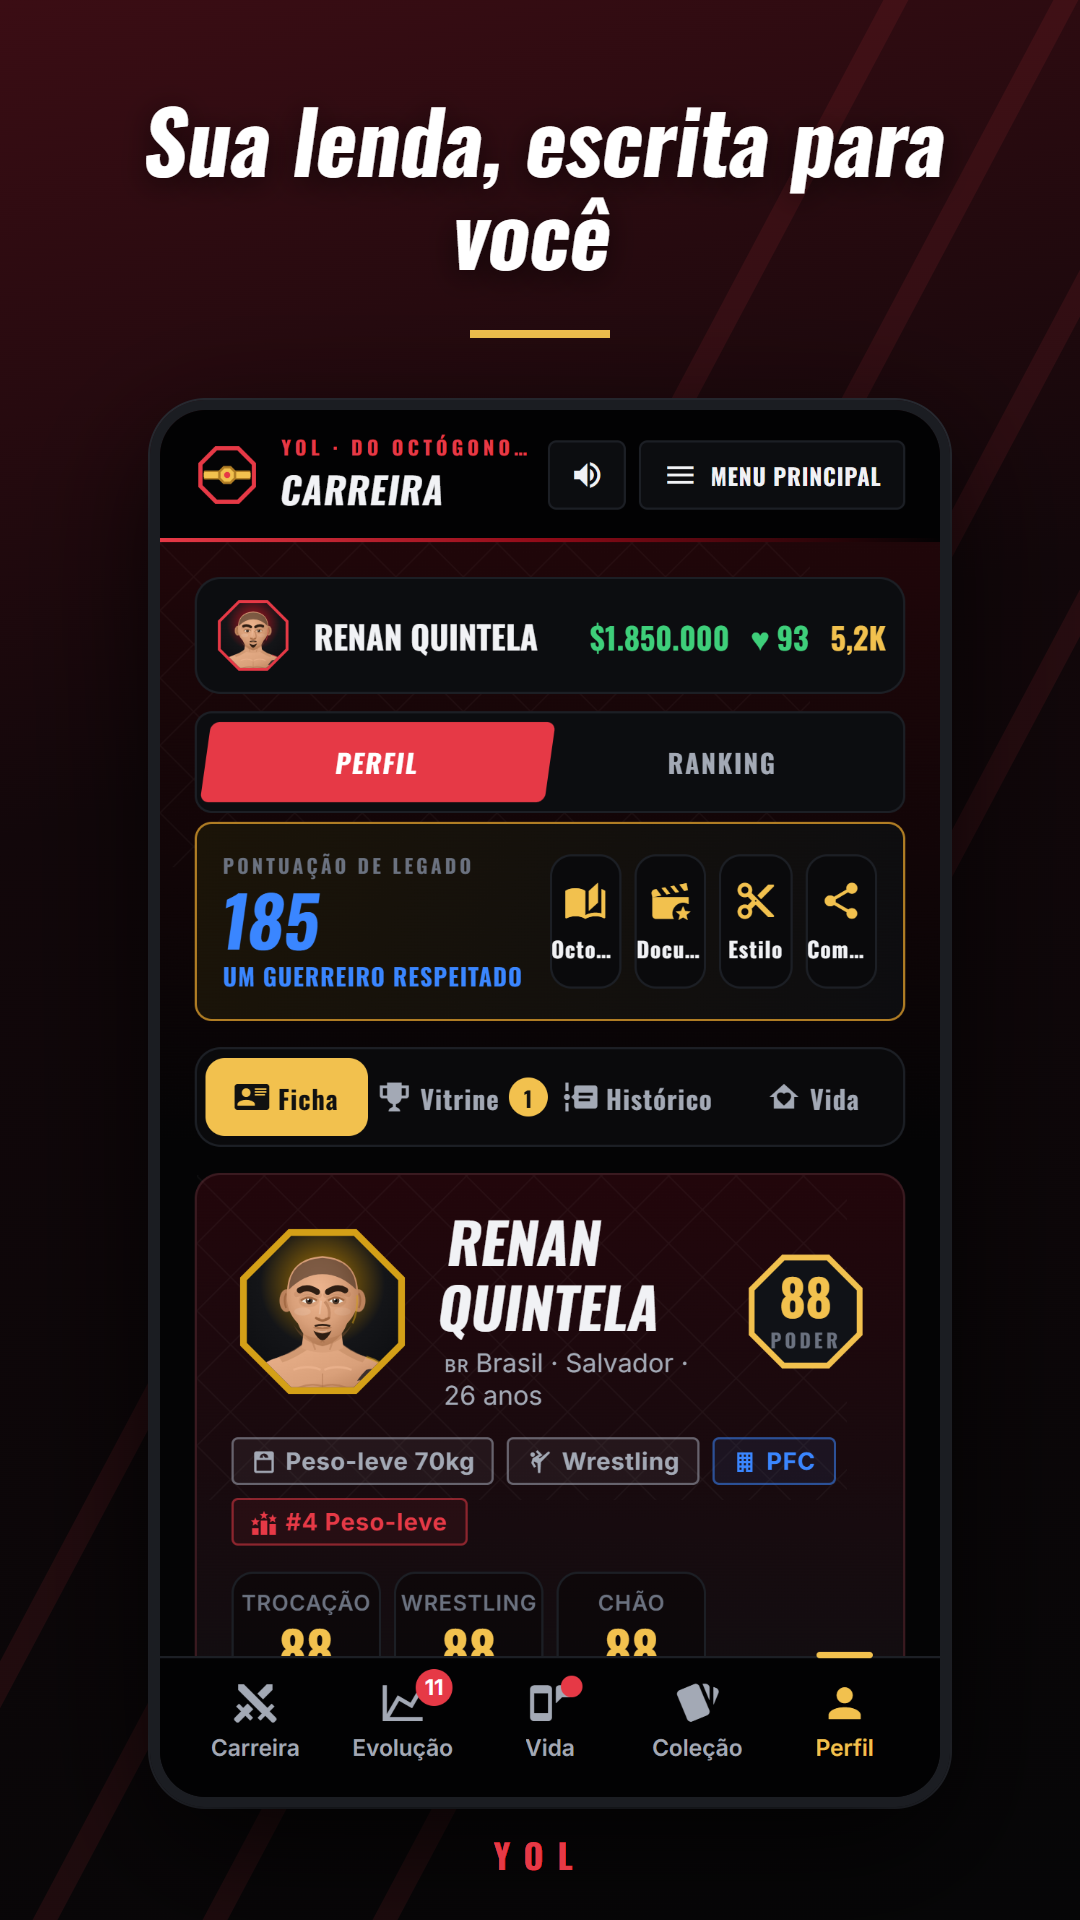 Sua lenda, escrita para
você
YOL · DO OCTÓGONO...
CARREIRA
MENU PRINCIPAL
RENAN QUINTELA
$1.850.000 ♥ 93 5,2K
PERFIL
RANKING
PONTUAÇÃO DE LEGADO
185
UM GUERREIRO RESPEITADO
Octo...
Docu...
Estilo
Com...
Ficha
Vitrine 1
Histórico
Vida
RENAN
QUINTELA
BR Brasil · Salvador ·
26 anos
88
PODER
Peso-leve 70kg
Wrestling
PFC
#4 Peso-leve
TROCAÇÃO WRESTLING CHÃO
88 88 88
11
Carreira Evolução Vida Coleção Perfil
YOL